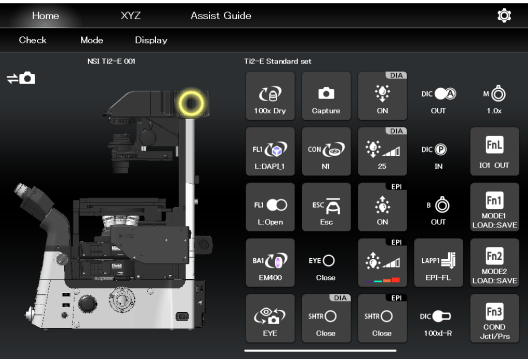 Home XYZ Assist Guide
Check Mode Display
NSI Ti2-E 001
Ti2-E Standard set
100x Dry
Capture
DIA
ON
DIC A
OUT
M
1.0x
FL1
L:DAPI_1
CON
N1
DIA
25
DIC P
IN
FnL
IO1 OUT
FL1
L:Open
ESC
Esc
EPI
ON
B
OUT
Fn1
MODE1
LOAD:SAVE
BA1
EM400
EYE
Close
EPI
LAPP1
EPI-FL
Fn2
MODE2
LOAD:SAVE
EYE
DIA
SHTR
Close
EPI
SHTR
Close
DIC
100xI-R
Fn3
COND
Jctl/Prs